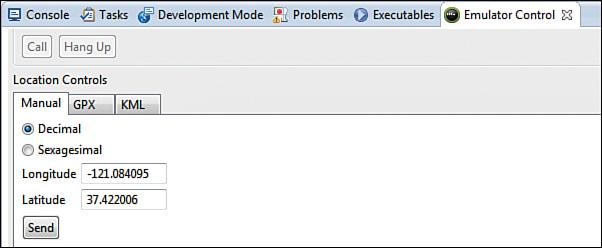 Console Tasks Development Mode Problems Executables Emulator Control
Call Hang Up
Location Controls
Manual GPX KML
Decimal
Sexagesimal
Longitude -121.084095
Latitude 37.422006
Send